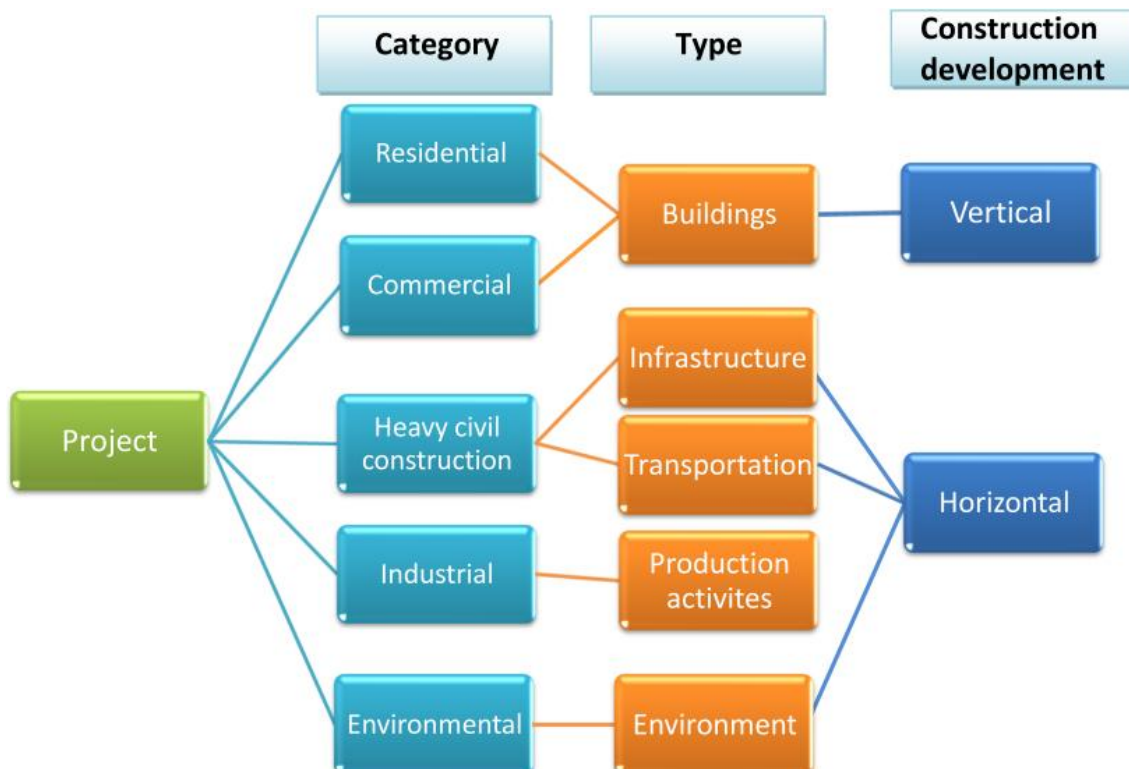 Category
Type
Construction
development
Residential
Buildings
Vertical
Commercial
Infrastructure
Project
Heavy civil
construction
Transportation
Horizontal
Industrial
Production
activites
Environmental
Environment